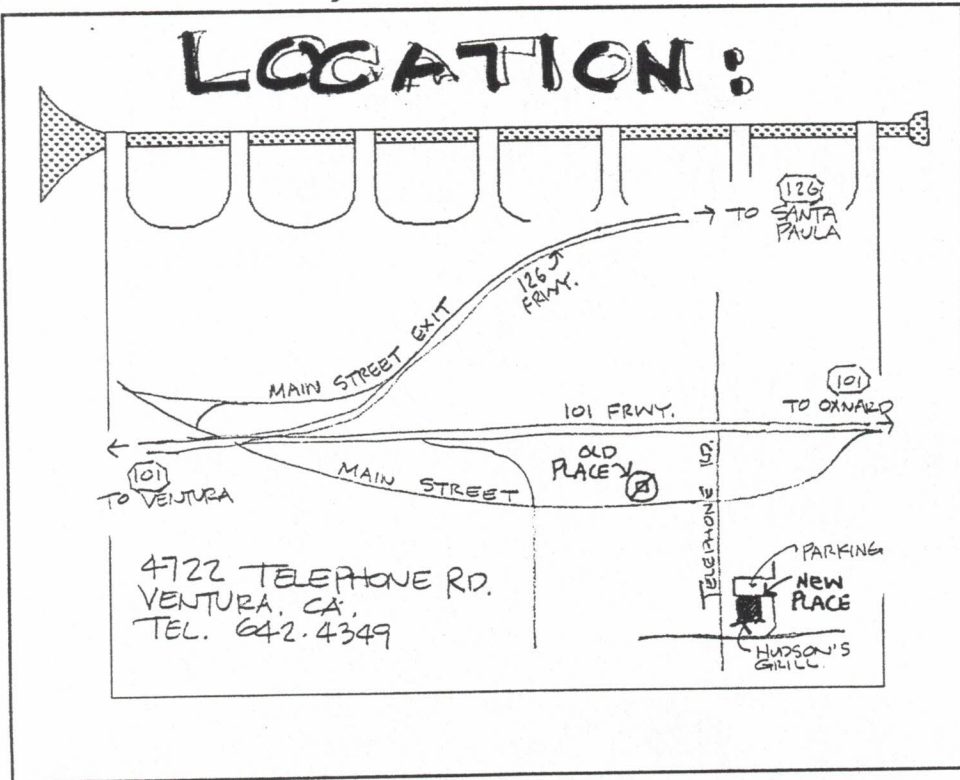 LOCATION:
126
TO SANTA
PAULA
126
FRWY.
MAIN STREET EXIT
101
TO OXNARD
101 FRWY.
OLD
PLACE
101
TO VENTURA
MAIN STREET
TELEPHONE RD.
PARKING
NEW
PLACE
HUDSON'S
GRILL.
4722 TELEPHONE RD.
VENTURA, CA.
TEL. 642.4349